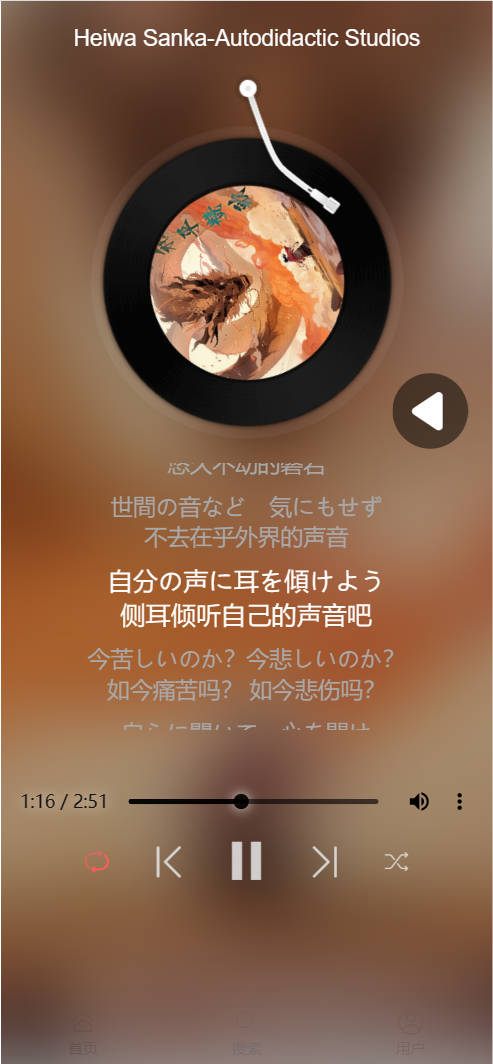 Heiwa Sanka-Autodidactic Studios
世間の音など　気にもせず
不去在乎外界的声音
自分の声に耳を傾けよう
侧耳倾听自己的声音吧
今苦しいのか？今悲しいのか？
如今痛苦吗？ 如今悲伤吗？
1:16 / 2:51
首页
搜索
用户